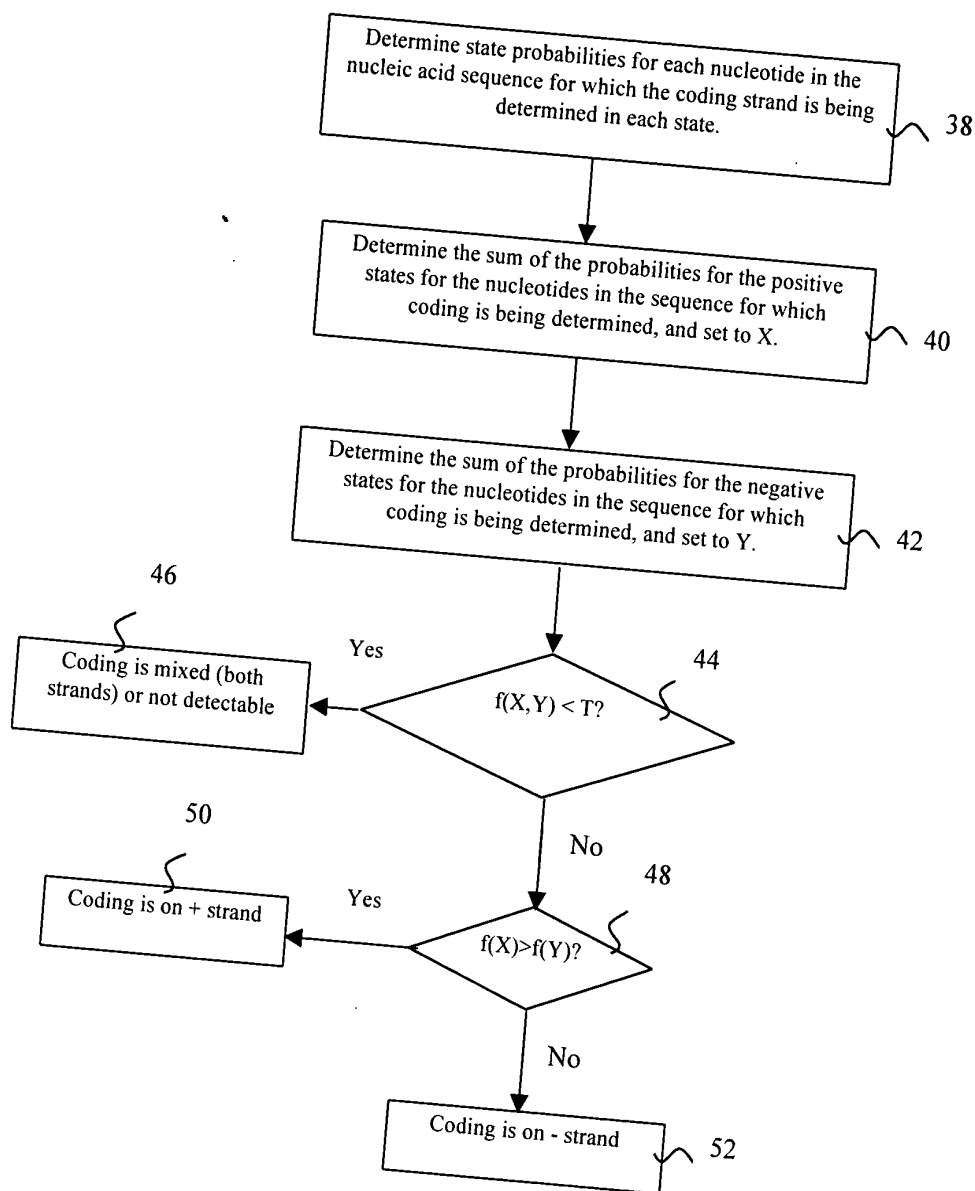 Determine state probabilities for each nucleotide in the
nucleic acid sequence for which the coding strand is being
determined in each state.
38
Determine the sum of the probabilities for the positive
states for the nucleotides in the sequence for which
coding is being determined, and set to X.
40
Determine the sum of the probabilities for the negative
states for the nucleotides in the sequence for which
coding is being determined, and set to Y.
42
46
Yes
44
Coding is mixed (both
strands) or not detectable
f(X,Y) < T?
50
No
48
Yes
Coding is on + strand
f(X)>f(Y)?
No
Coding is on - strand
52